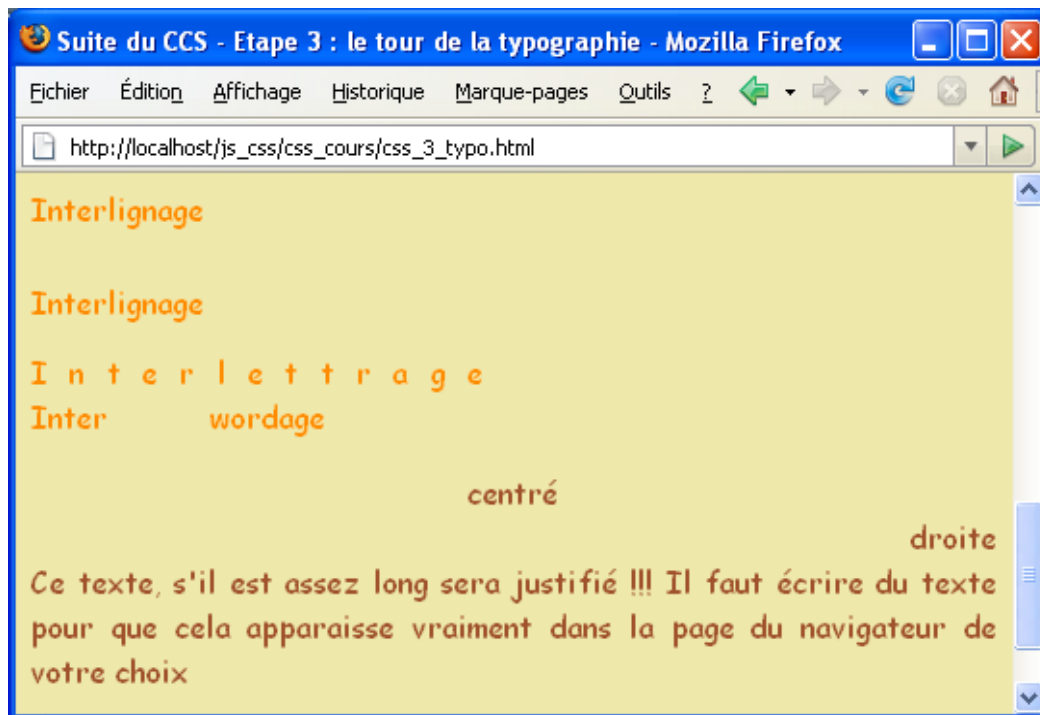 Suite du CCS - Etape 3 : le tour de la typographie - Mozilla Firefox
Fichier Édition Affichage Historique Marque-pages Outils ?
http://localhost/js_css/css_cours/css_3_typo.html
Interlignage
Interlignage
I n t e r l e t t r a g e
Inter wordage
centré
droite
Ce texte, s'il est assez long sera justifié !!! Il faut écrire du texte
pour que cela apparaisse vraiment dans la page du navigateur de
votre choix